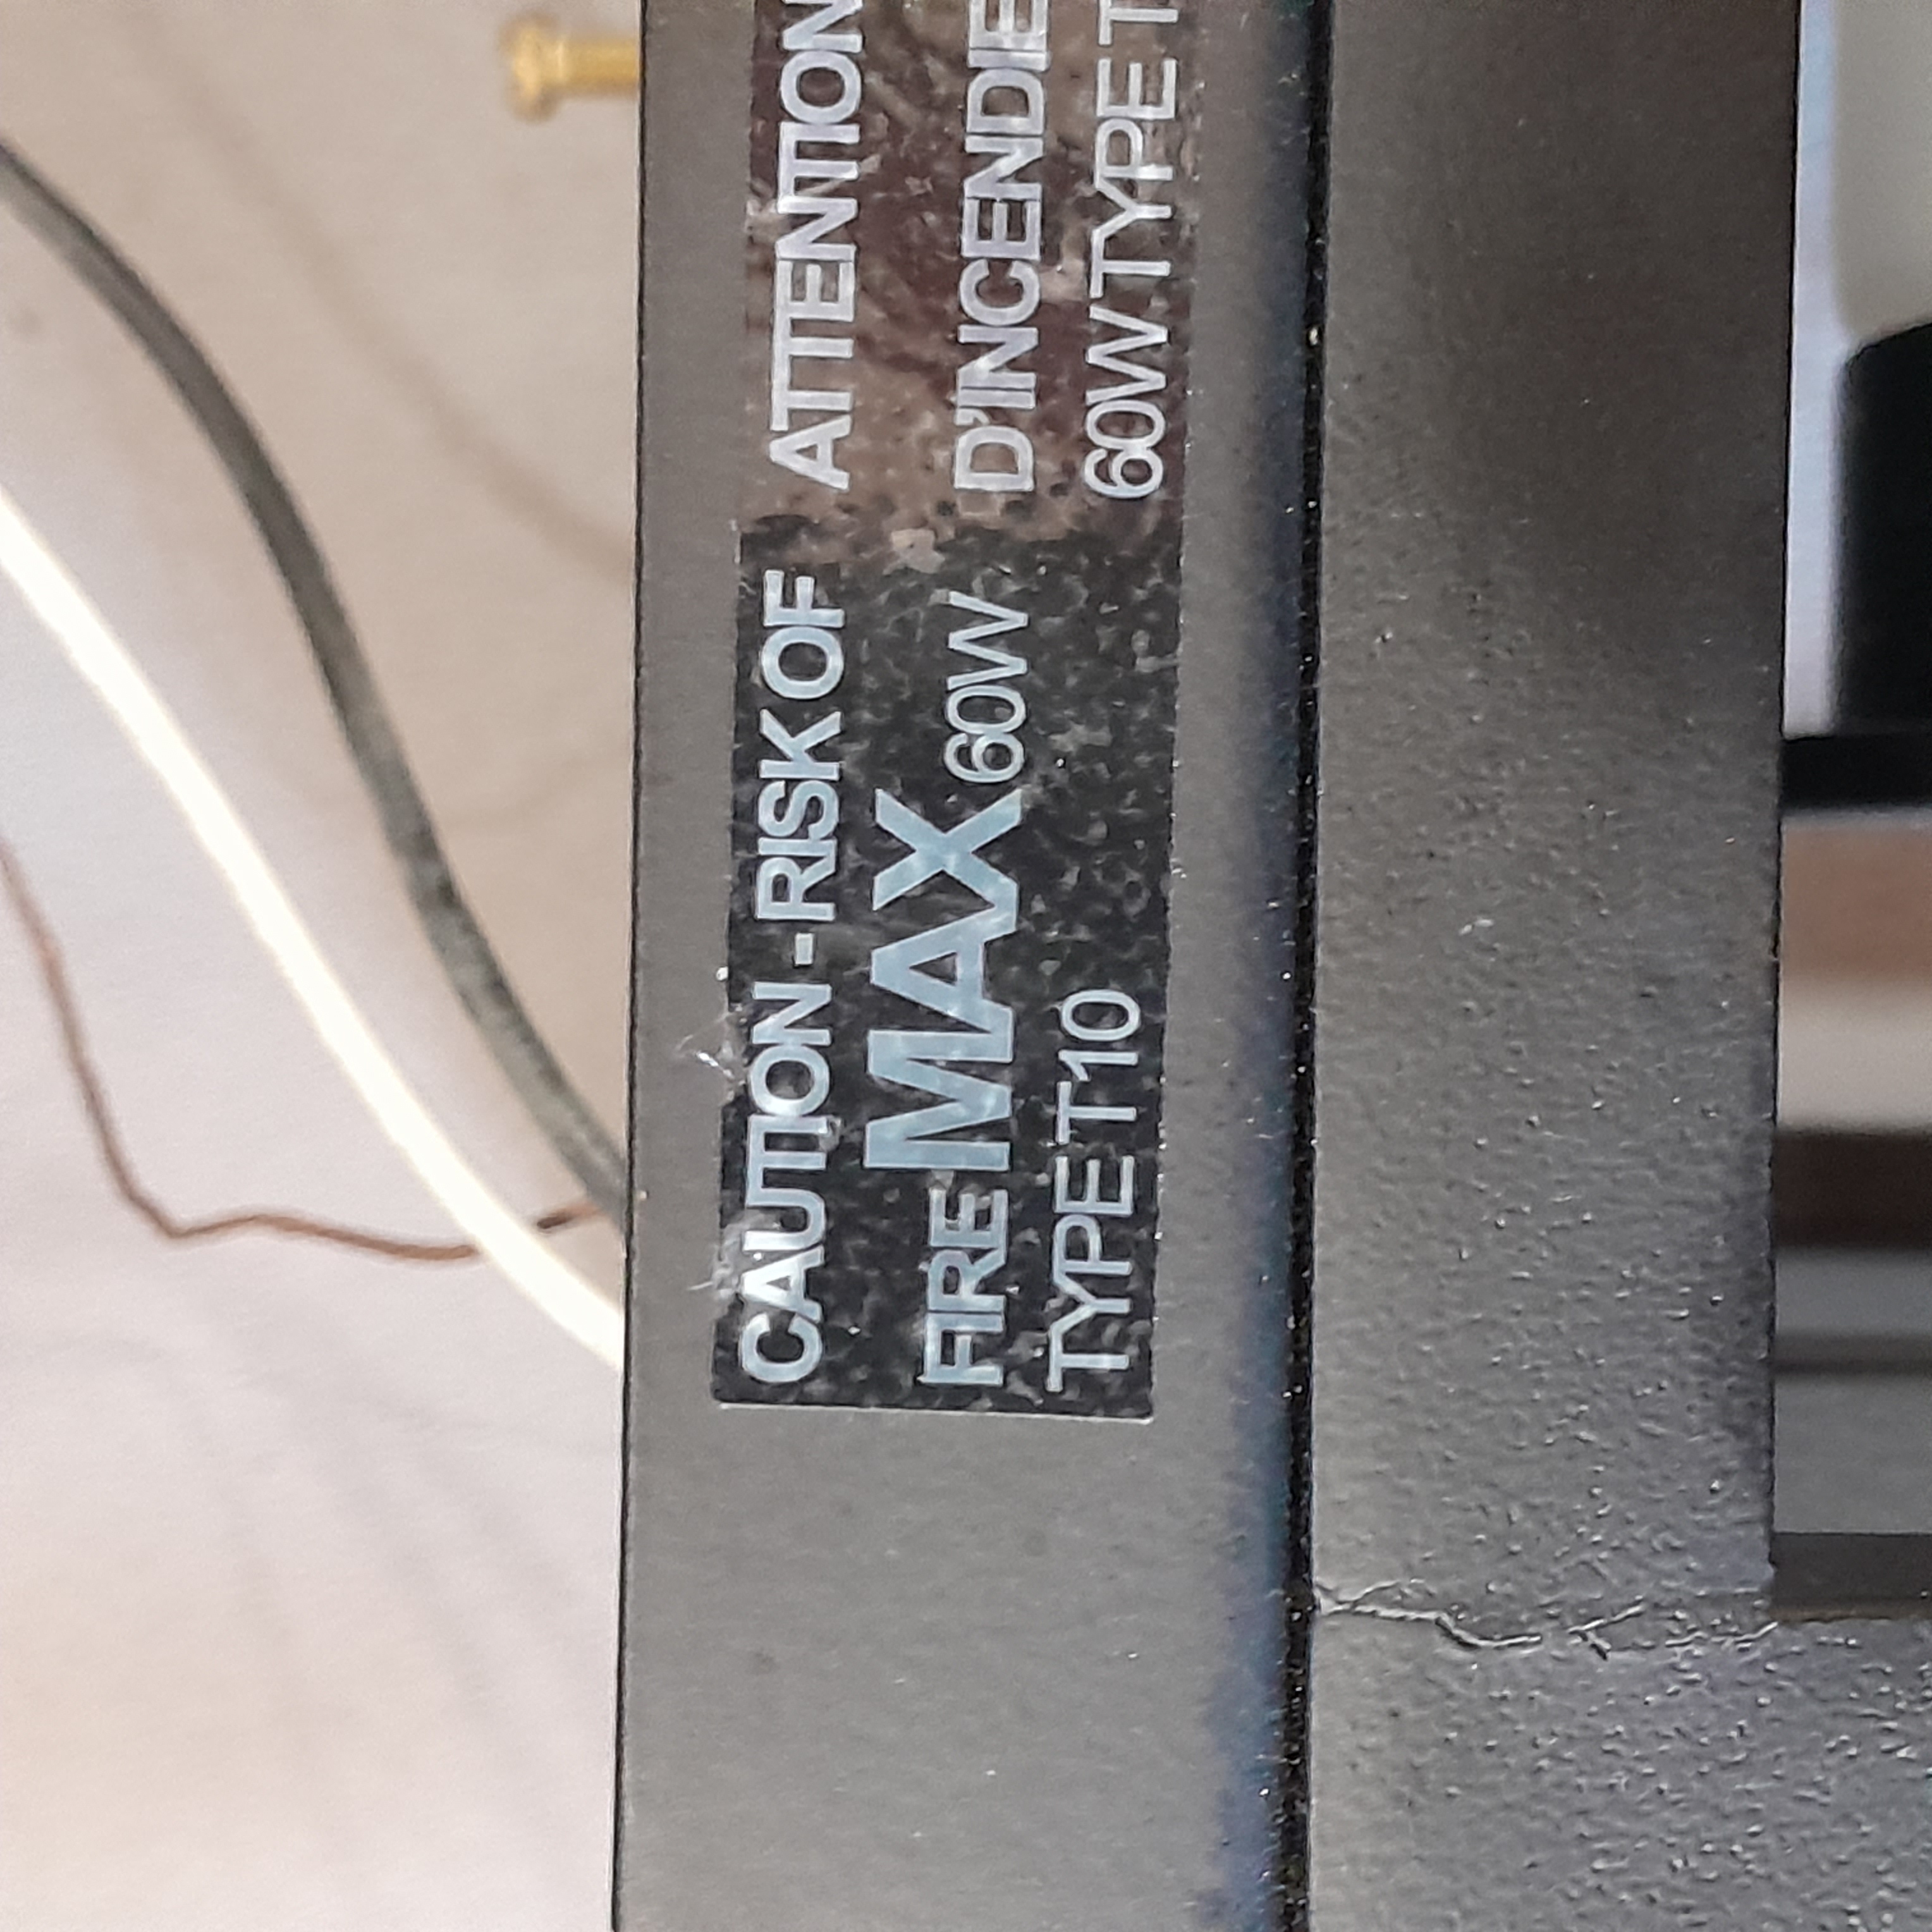 CAUTION - RISK OF
FIRE MAX 60W
TYPE T10
ATTENTION
D'INCENDIE
60W TYPE T